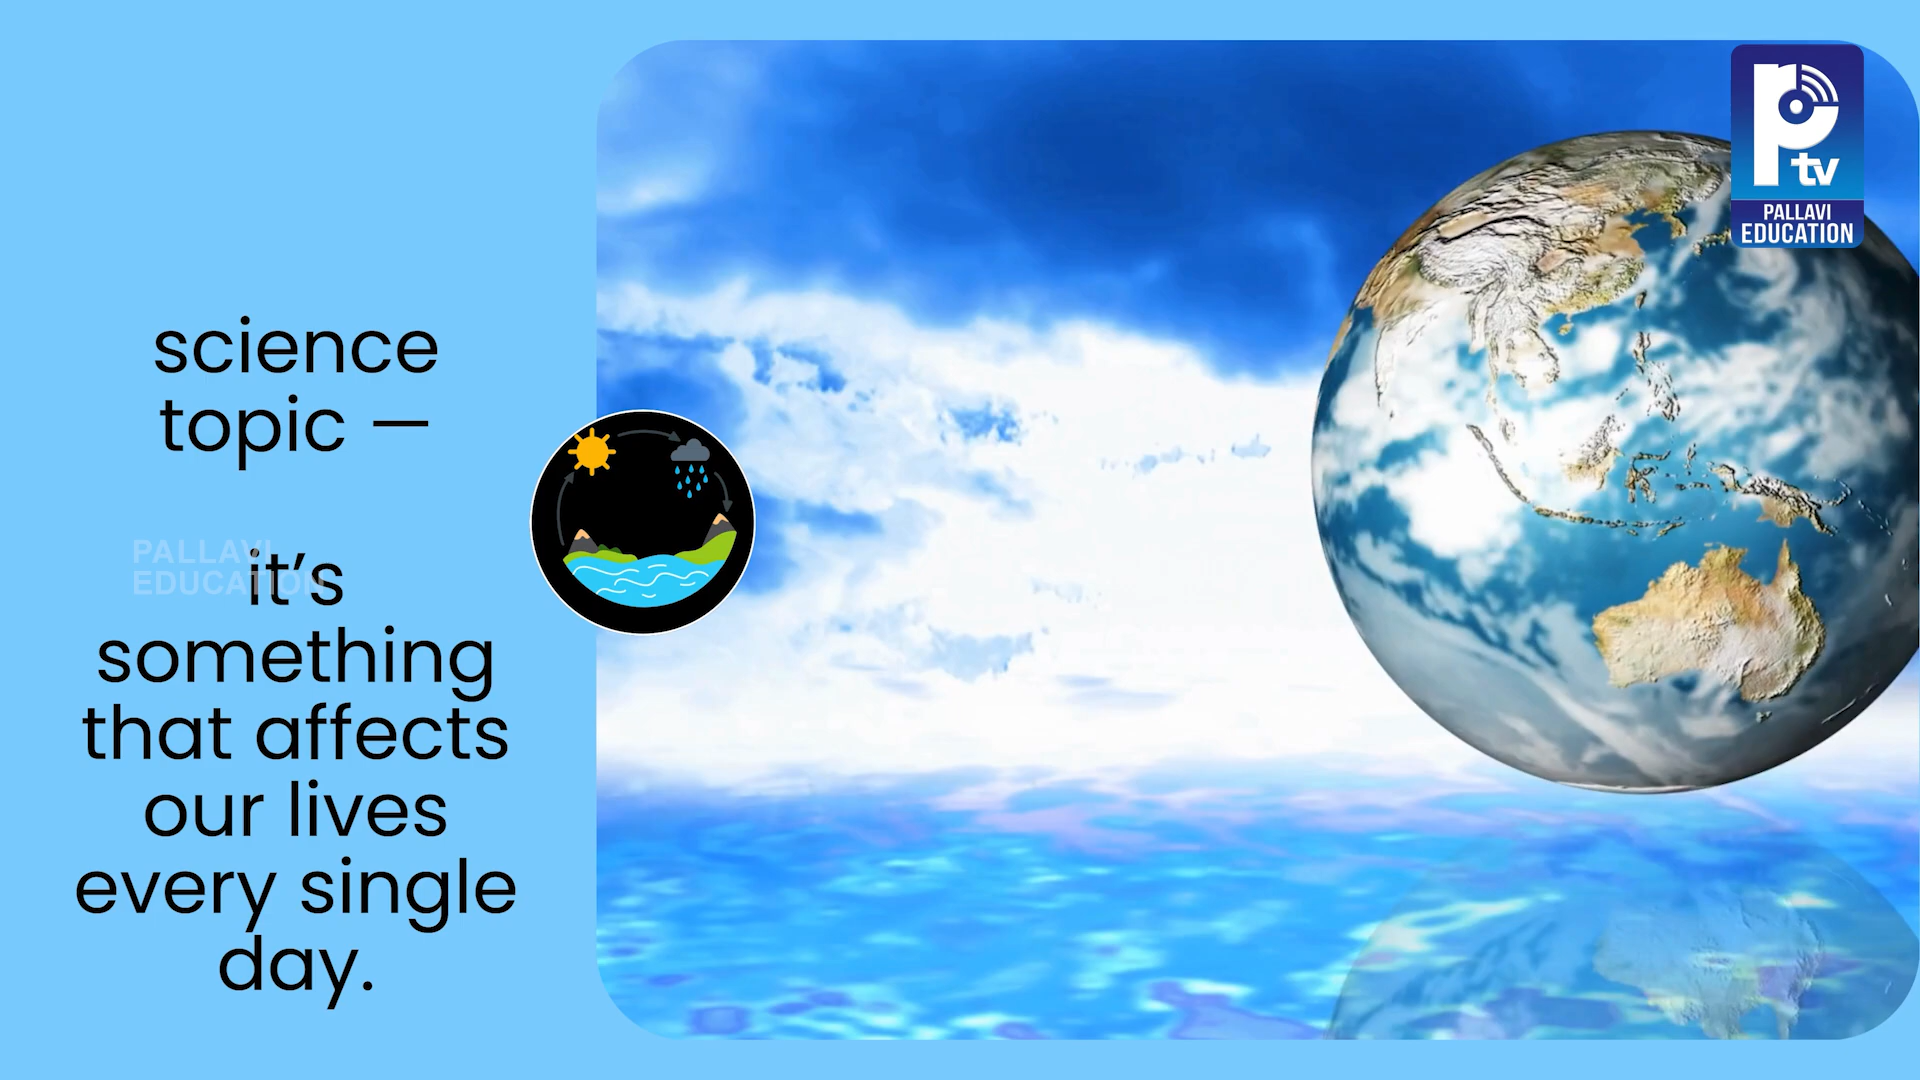 science
topic —
it's
something
that affects
our lives
every single
day.
PALLAVI
EDUCATION
tv
PALLAVI
EDUCATION